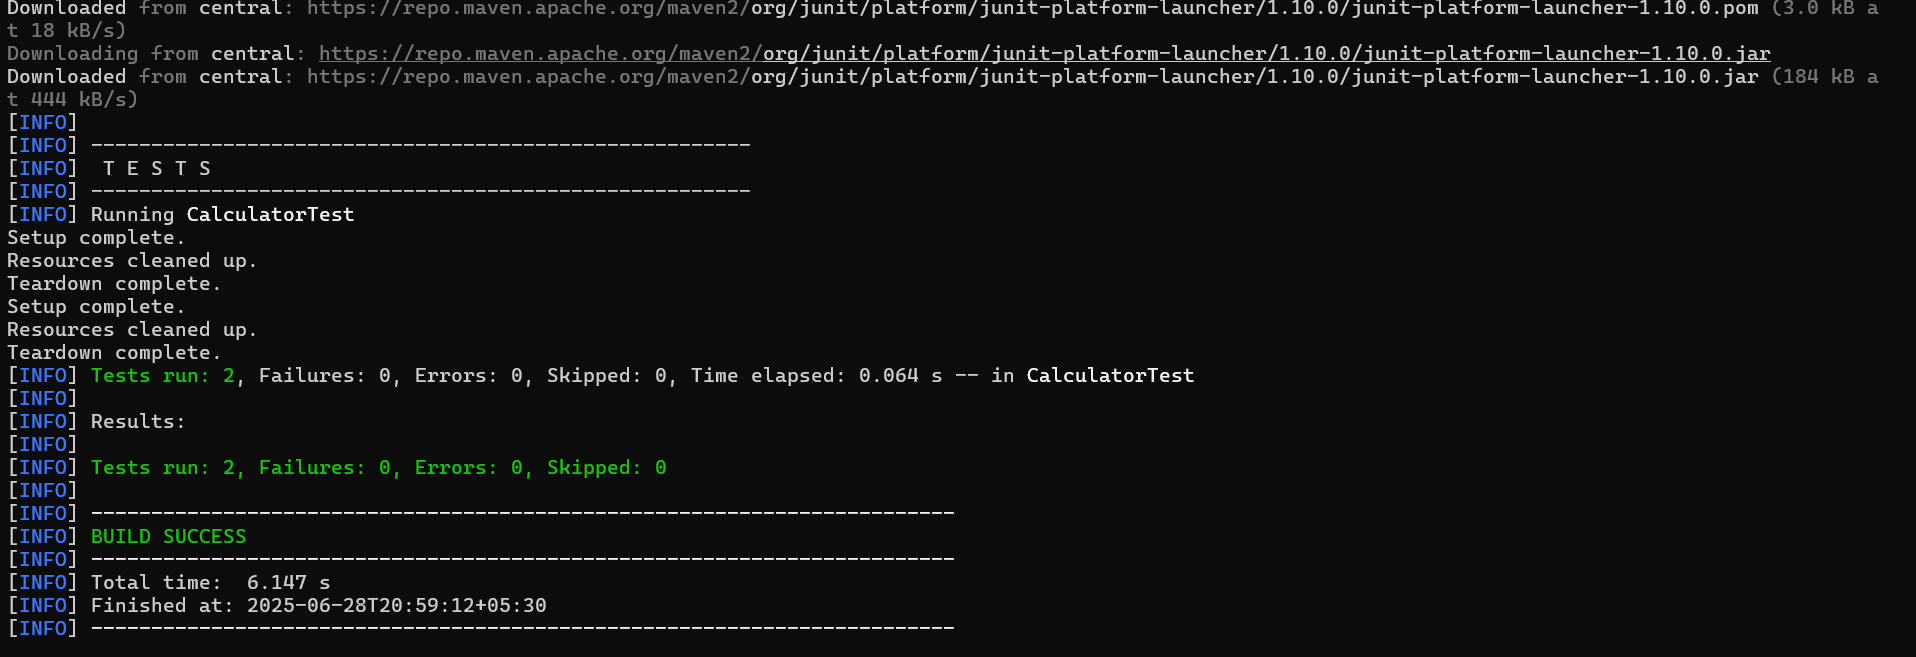 Downloaded from central: https://repo.maven.apache.org/maven2/org/junit/platform/junit-platform-launcher/1.10.0/junit-platform-launcher-1.10.0.pom (3.0 kB a
t 18 kB/s)
Downloading from central: https://repo.maven.apache.org/maven2/org/junit/platform/junit-platform-launcher/1.10.0/junit-platform-launcher-1.10.0.jar
Downloaded from central: https://repo.maven.apache.org/maven2/org/junit/platform/junit-platform-launcher/1.10.0/junit-platform-launcher-1.10.0.jar (184 kB a
t 444 kB/s)
[INFO]
[INFO] -------------------------------------------------------
[INFO]  T E S T S
[INFO] -------------------------------------------------------
[INFO] Running CalculatorTest
Setup complete.
Resources cleaned up.
Teardown complete.
Setup complete.
Resources cleaned up.
Teardown complete.
[INFO] Tests run: 2, Failures: 0, Errors: 0, Skipped: 0, Time elapsed: 0.064 s -- in CalculatorTest
[INFO]
[INFO] Results:
[INFO]
[INFO] Tests run: 2, Failures: 0, Errors: 0, Skipped: 0
[INFO]
[INFO] ------------------------------------------------------------------------
[INFO] BUILD SUCCESS
[INFO] ------------------------------------------------------------------------
[INFO] Total time:  6.147 s
[INFO] Finished at: 2025-06-28T20:59:12+05:30
[INFO] ------------------------------------------------------------------------